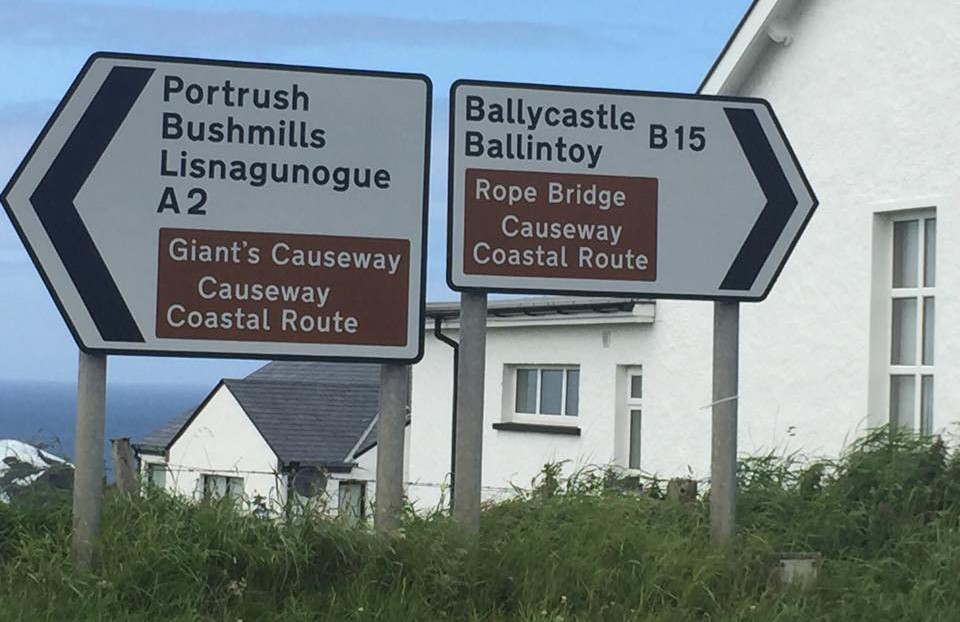 Portrush
Bushmills
Lisnagunogue
A2
Giant's Causeway
Causeway
Coastal Route
Ballycastle
Ballintoy B15
Rope Bridge
Causeway
Coastal Route